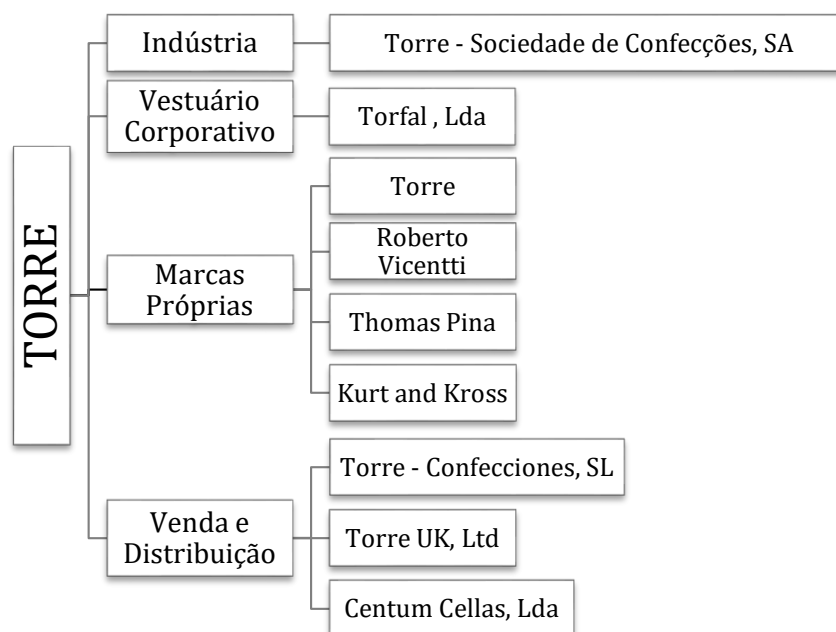 TORRE
Indústria
Torre - Sociedade de Confecções, SA
Vestuário
Corporativo
Torfal , Lda
Marcas
Próprias
Torre
Roberto
Vicentti
Thomas Pina
Kurt and Kross
Venda e
Distribuição
Torre - Confecciones, SL
Torre UK, Ltd
Centum Cellas, Lda